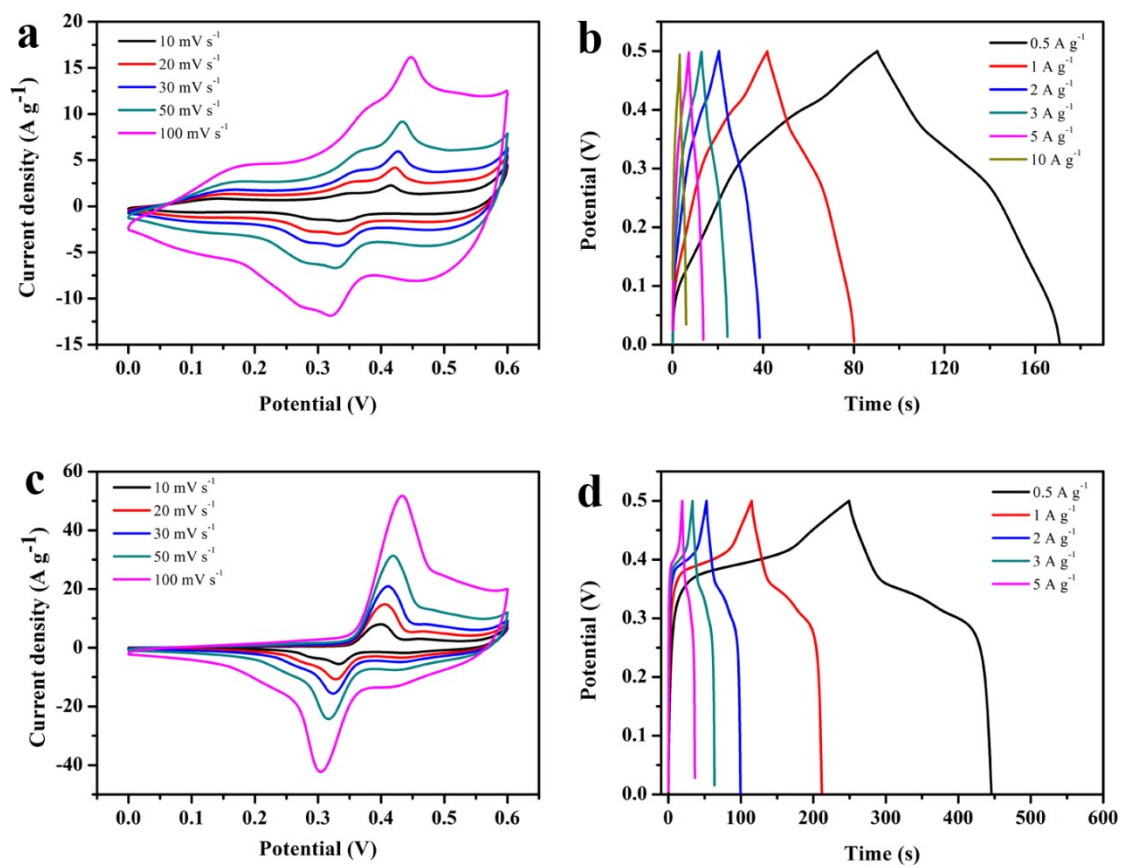 a
20
15
10
5
0
-5
-10
-15
Current density (A g⁻¹)
10 mV s⁻¹
20 mV s⁻¹
30 mV s⁻¹
50 mV s⁻¹
100 mV s⁻¹
0.0 0.1 0.2 0.3 0.4 0.5 0.6
Potential (V)
b
0.5
0.4
0.3
0.2
0.1
0.0
Potential (V)
0.5 A g⁻¹
1 A g⁻¹
2 A g⁻¹
3 A g⁻¹
5 A g⁻¹
10 A g⁻¹
0 40 80 120 160
Time (s)
c
60
40
20
0
-20
-40
Current density (A g⁻¹)
10 mV s⁻¹
20 mV s⁻¹
30 mV s⁻¹
50 mV s⁻¹
100 mV s⁻¹
0.0 0.1 0.2 0.3 0.4 0.5 0.6
Potential (V)
d
0.5
0.4
0.3
0.2
0.1
0.0
Potential (V)
0.5 A g⁻¹
1 A g⁻¹
2 A g⁻¹
3 A g⁻¹
5 A g⁻¹
0 100 200 300 400 500 600
Time (s)